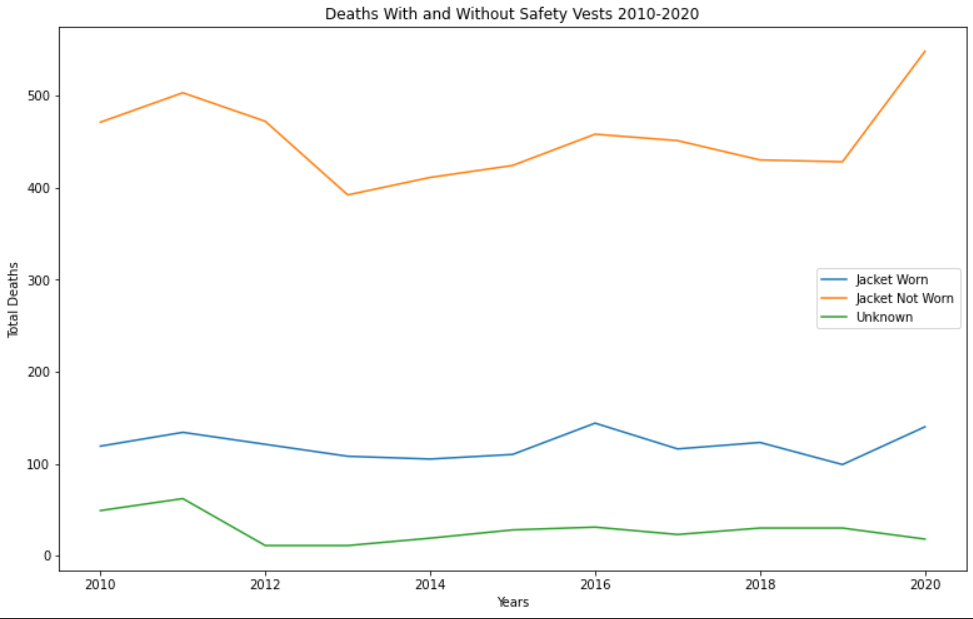 Deaths With and Without Safety Vests 2010-2020
Total Deaths
500
400
300
200
100
0
Jacket Worn
Jacket Not Worn
Unknown
2010 2012 2014 2016 2018 2020
Years